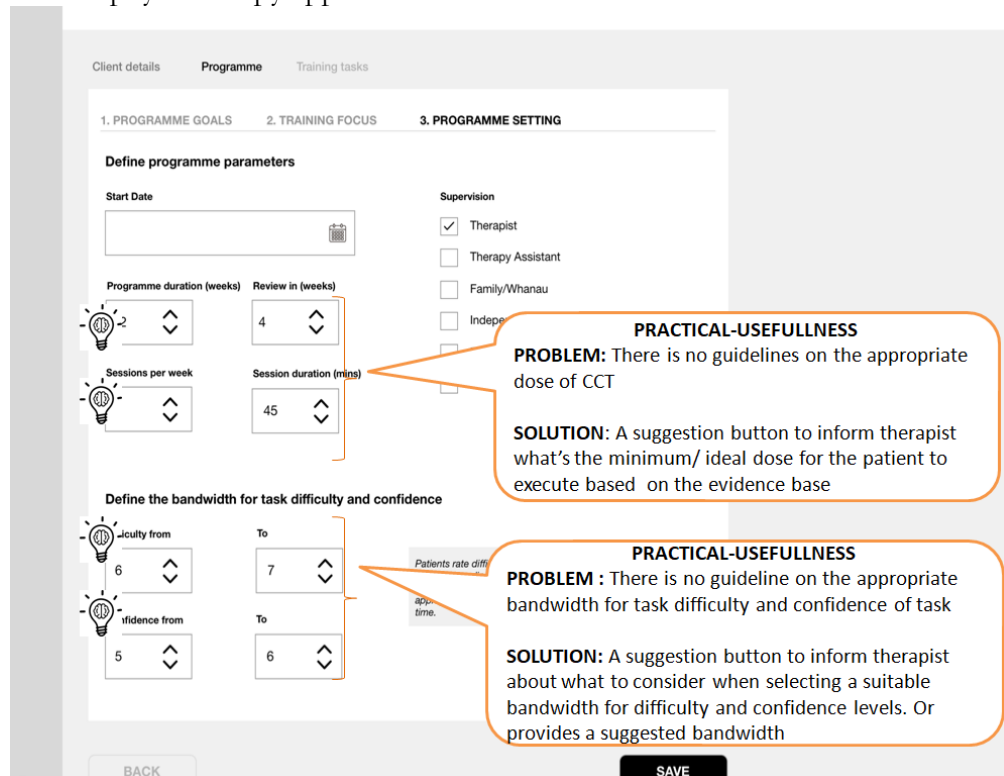 Client details Programme Training tasks
1. PROGRAMME GOALS 2. TRAINING FOCUS 3. PROGRAMME SETTING
Define programme parameters
Start Date
Supervision
Therapist
Therapy Assistant
Programme duration (weeks) Review in (weeks)
Family/Whanau
2
4
Sessions per week Session duration (mins)
45
PRACTICAL-USEFULLNESS
PROBLEM: There is no guidelines on the appropriate
dose of CCT
SOLUTION: A suggestion button to inform therapist
what's the minimum/ ideal dose for the patient to
execute based on the evidence base
Define the bandwidth for task difficulty and confidence
To
6
7
Patients rate
time.
To
5
6
PRACTICAL-USEFULLNESS
PROBLEM : There is no guideline on the appropriate
bandwidth for task difficulty and confidence of task
SOLUTION: A suggestion button to inform therapist
about what to consider when selecting a suitable
bandwidth for difficulty and confidence levels. Or
provides a suggested bandwidth
BACK
SAVE